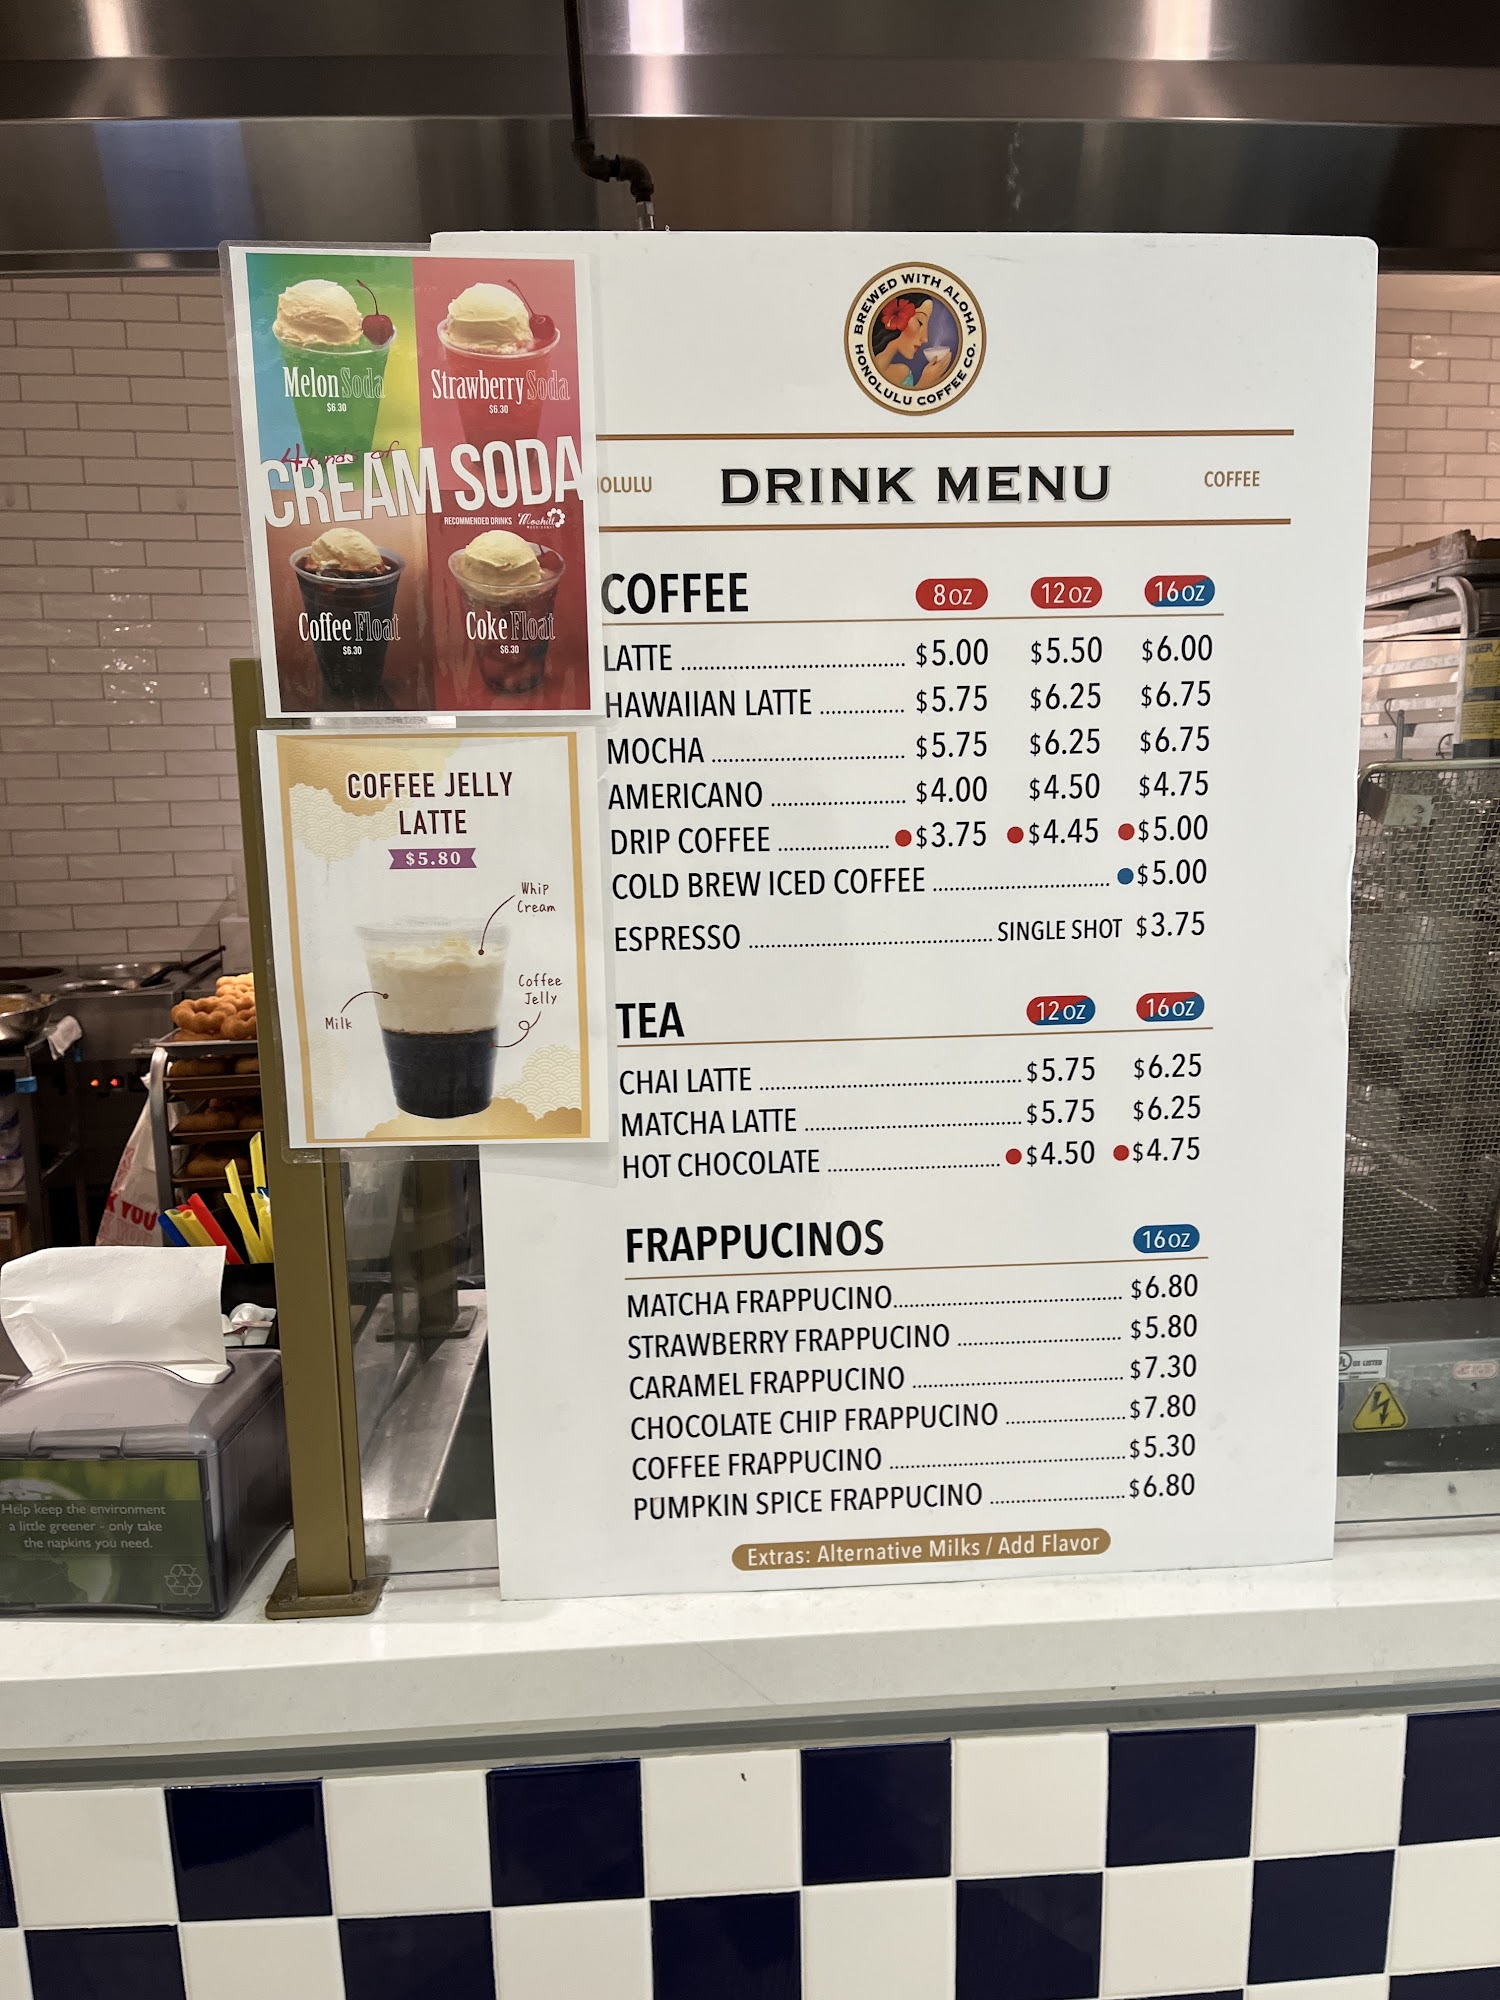 Melon Soda
$6.30
Strawberry Soda
$6.30
4 kinds of
CREAM SODA
RECOMMENDED DRINKS Mochill
Coffee Float
$6.30
Coke Float
$6.30
COFFEE JELLY
LATTE
$5.80
Whip
Cream
Coffee
Jelly
Milk
BREWED WITH ALOHA
HONOLULU COFFEE CO.
OLULU DRINK MENU COFFEE
COFFEE 8oz 12oz 16oz
LATTE $5.00 $5.50 $6.00
HAWAIIAN LATTE $5.75 $6.25 $6.75
MOCHA $5.75 $6.25 $6.75
AMERICANO $4.00 $4.50 $4.75
DRIP COFFEE $3.75 $4.45 $5.00
COLD BREW ICED COFFEE $5.00
ESPRESSO SINGLE SHOT $3.75
TEA 12oz 16oz
CHAI LATTE $5.75 $6.25
MATCHA LATTE $5.75 $6.25
HOT CHOCOLATE $4.50 $4.75
FRAPPUCINOS 16oz
MATCHA FRAPPUCINO $6.80
STRAWBERRY FRAPPUCINO $5.80
CARAMEL FRAPPUCINO $7.30
CHOCOLATE CHIP FRAPPUCINO $7.80
COFFEE FRAPPUCINO $5.30
PUMPKIN SPICE FRAPPUCINO $6.80
Extras: Alternative Milks / Add Flavor
K YOU
Help keep the environment
a little greener - only take
the napkins you need.
US LISTED